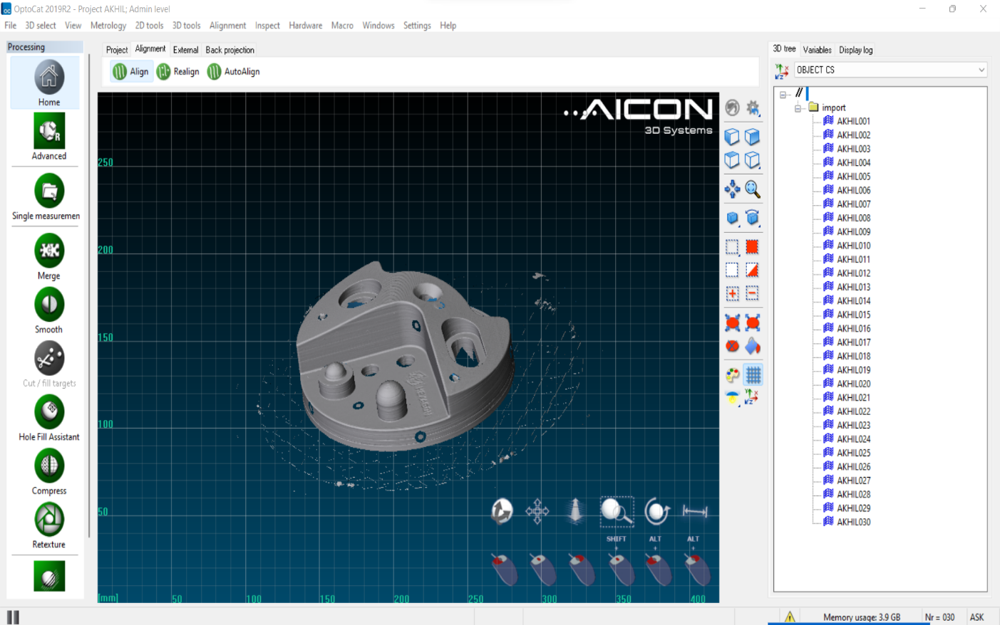 OptoCat 2019R2 - Project AKHIL; Admin level
File 3D select View Metrology 2D tools 3D tools Alignment Inspect Hardware Macro Windows Settings Help
Processing
Home
Advanced
Single measuremen
Merge
Smooth
Cut / fill targets
Hole Fill Assistant
Compress
Retexture
Project Alignment External Back projection
Align Realign AutoAlign
AICON
3D Systems
250
200
150
100
50
[mm] 50 100 150 200 250 300 350 400
HEXAGON
SHIFT ALT ALT
+ + +
3D tree Variables Display log
OBJECT CS
//
import
AKHIL001
AKHIL002
AKHIL003
AKHIL004
AKHIL005
AKHIL006
AKHIL007
AKHIL008
AKHIL009
AKHIL010
AKHIL011
AKHIL012
AKHIL013
AKHIL014
AKHIL015
AKHIL016
AKHIL017
AKHIL018
AKHIL019
AKHIL020
AKHIL021
AKHIL022
AKHIL023
AKHIL024
AKHIL025
AKHIL026
AKHIL027
AKHIL028
AKHIL029
AKHIL030
Memory usage: 3.9 GB Nr = 030 ASK